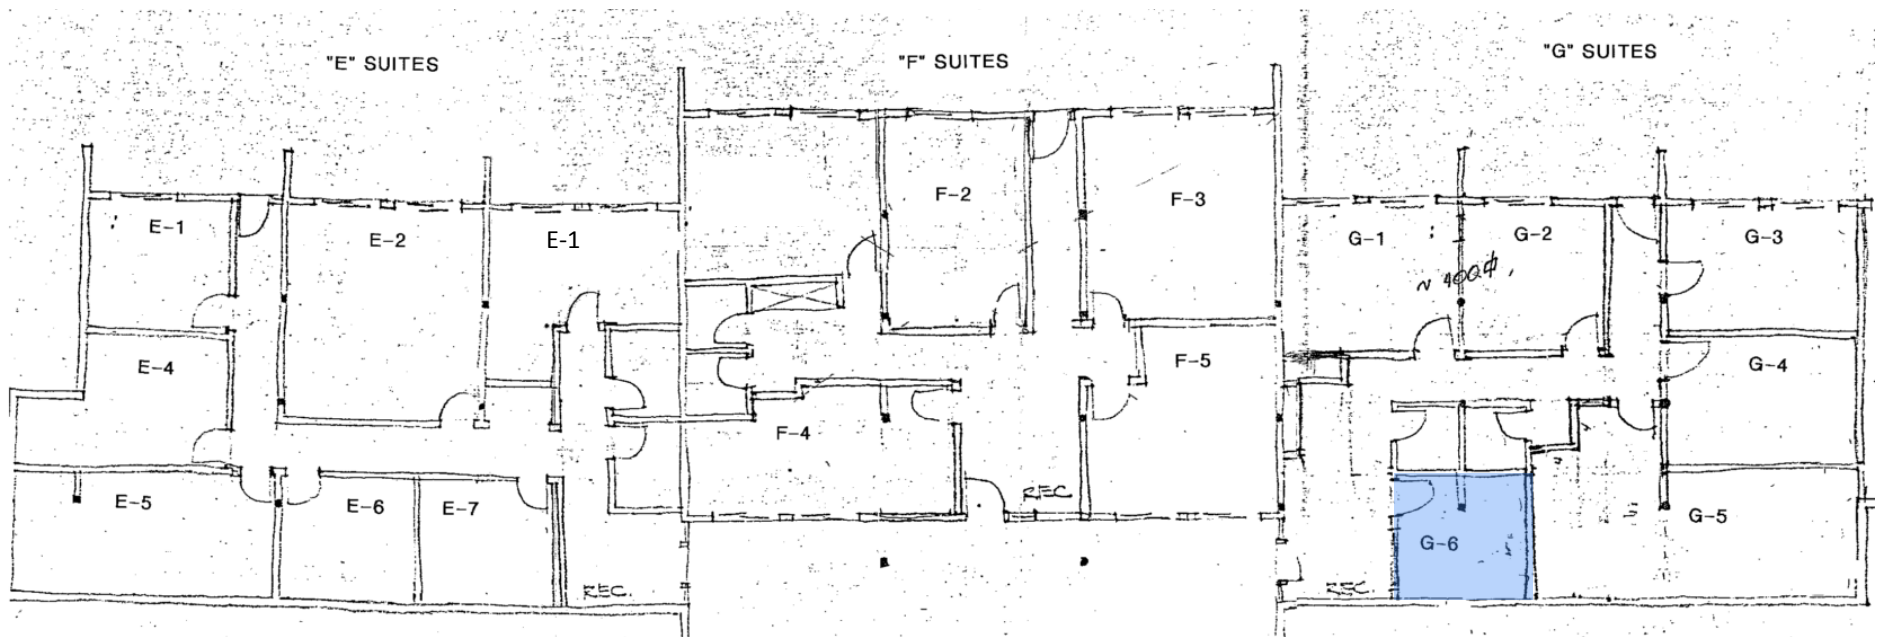 "E" SUITES
"F" SUITES
"G" SUITES
E-1
E-2
E-1
F-2
F-3
G-1
G-2
G-3
~ 400⌀,
E-4
F-4
F-5
G-4
E-5
E-6
E-7
REC.
REC
G-6
G-5
REC.